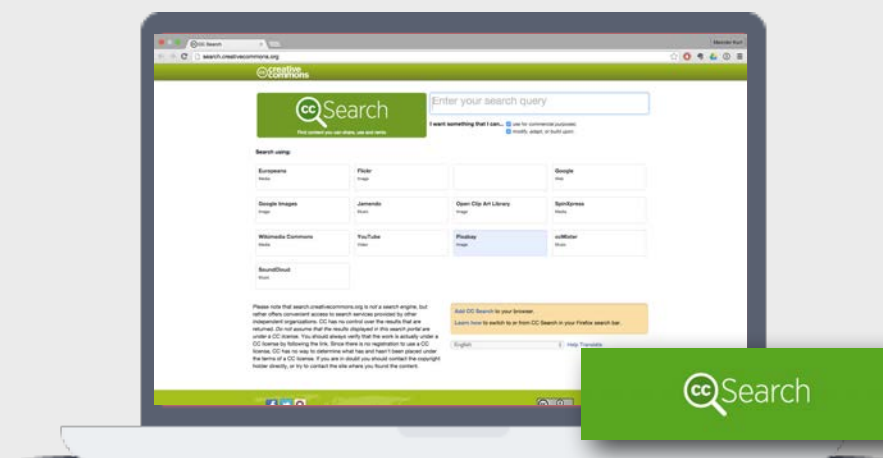 CC Search
Mender Kurt
search.creativecommons.org
creative
commons
cc Search
Find content you can share, use and remix
Enter your search query
I want something that I can... use for commercial purposes;
modify, adapt, or build upon.
Search using:
Europeana
Media
Flickr
Image
Google
Web
Google Images
Image
Jamendo
Music
Open Clip Art Library
Image
SpinXpress
Media
Wikimedia Commons
Media
YouTube
Video
Pixabay
Image
ccMixter
Music
SoundCloud
Music
Please note that search.creativecommons.org is not a search engine, but
rather offers convenient access to search services provided by other
independent organizations. CC has no control over the results that are
returned. Do not assume that the results displayed in this search portal are
under a CC license. You should always verify that the work is actually under a
CC license by following the link. Since there is no registration to use a CC
license, CC has no way to determine what has and hasn't been placed under
the terms of a CC license. If you are in doubt you should contact the copyright
holder directly, or try to contact the site where you found the content.
Add CC Search to your browser.
Learn how to switch to or from CC Search in your Firefox search bar.
English
Help Translate
cc Search